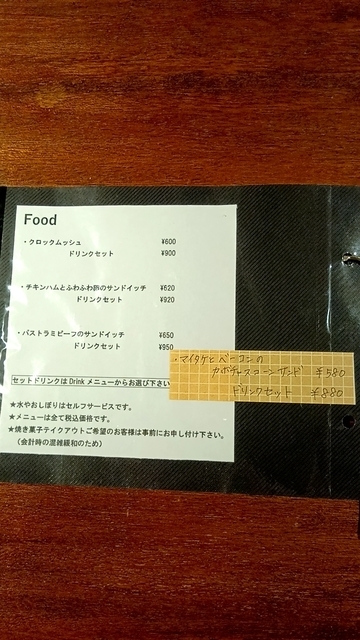 Food
・クロックムッシュ ¥600
ドリンクセット ¥900
・チキンハムとふわふわ卵のサンドイッチ ¥620
ドリンクセット ¥920
・パストラミビーフのサンドイッチ ¥650
ドリンクセット ¥950
・マイタケとベーコンの
カボチャスコーンサンド ¥580
ドリンクセット ¥880
セットドリンクは Drink メニューからお選び下さい
★水やおしぼりはセルフサービスです。
★メニューは全て税込価格です。
★焼き菓子テイクアウトご希望のお客様は事前にお申し付け下さい。
（会計時の混雑緩和のため）